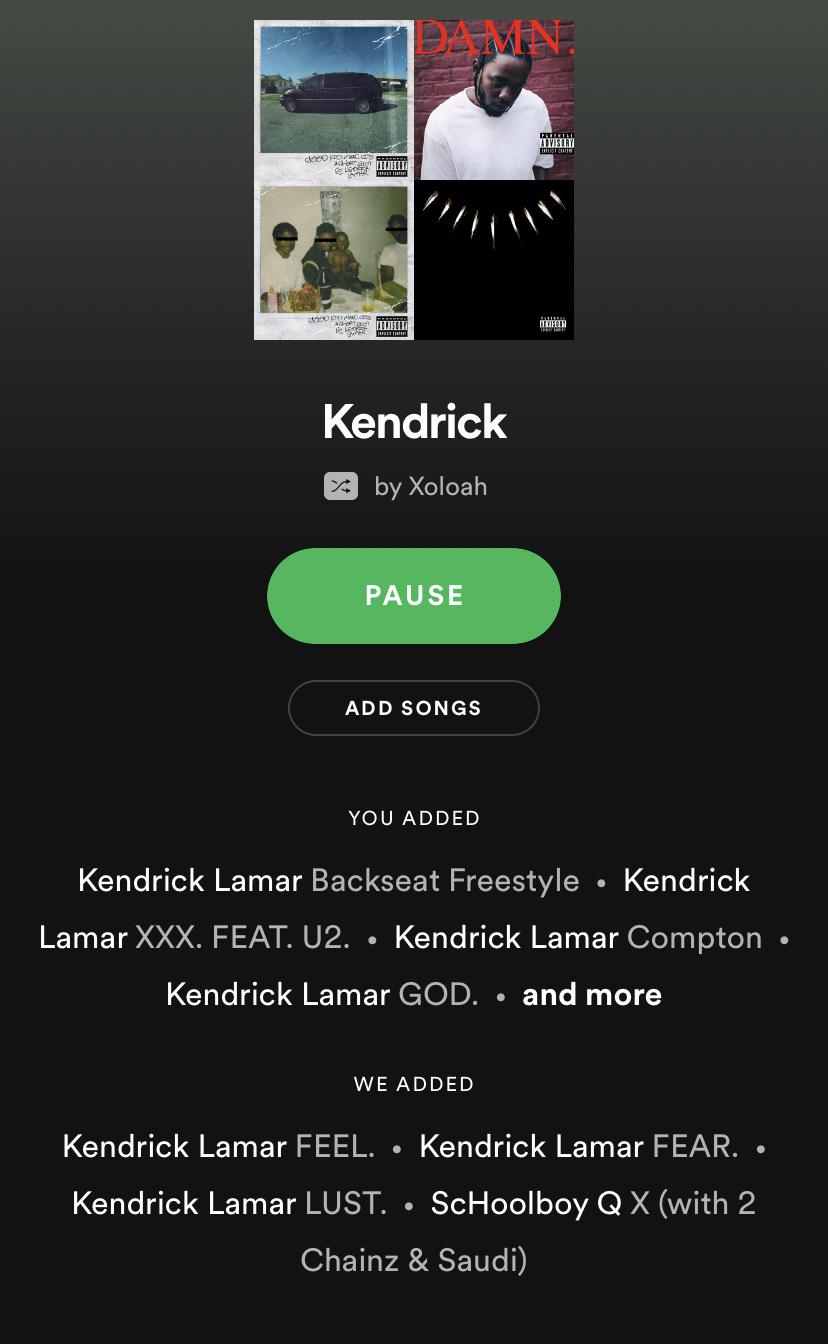 DAMN.
PARENTAL
ADVISORY
EXPLICIT CONTENT
Kendrick
by Xoloah
PAUSE
ADD SONGS
YOU ADDED
Kendrick Lamar Backseat Freestyle • Kendrick
Lamar XXX. FEAT. U2. • Kendrick Lamar Compton •
Kendrick Lamar GOD. • and more
WE ADDED
Kendrick Lamar FEEL. • Kendrick Lamar FEAR. •
Kendrick Lamar LUST. • ScHoolboy Q X (with 2
Chainz & Saudi)